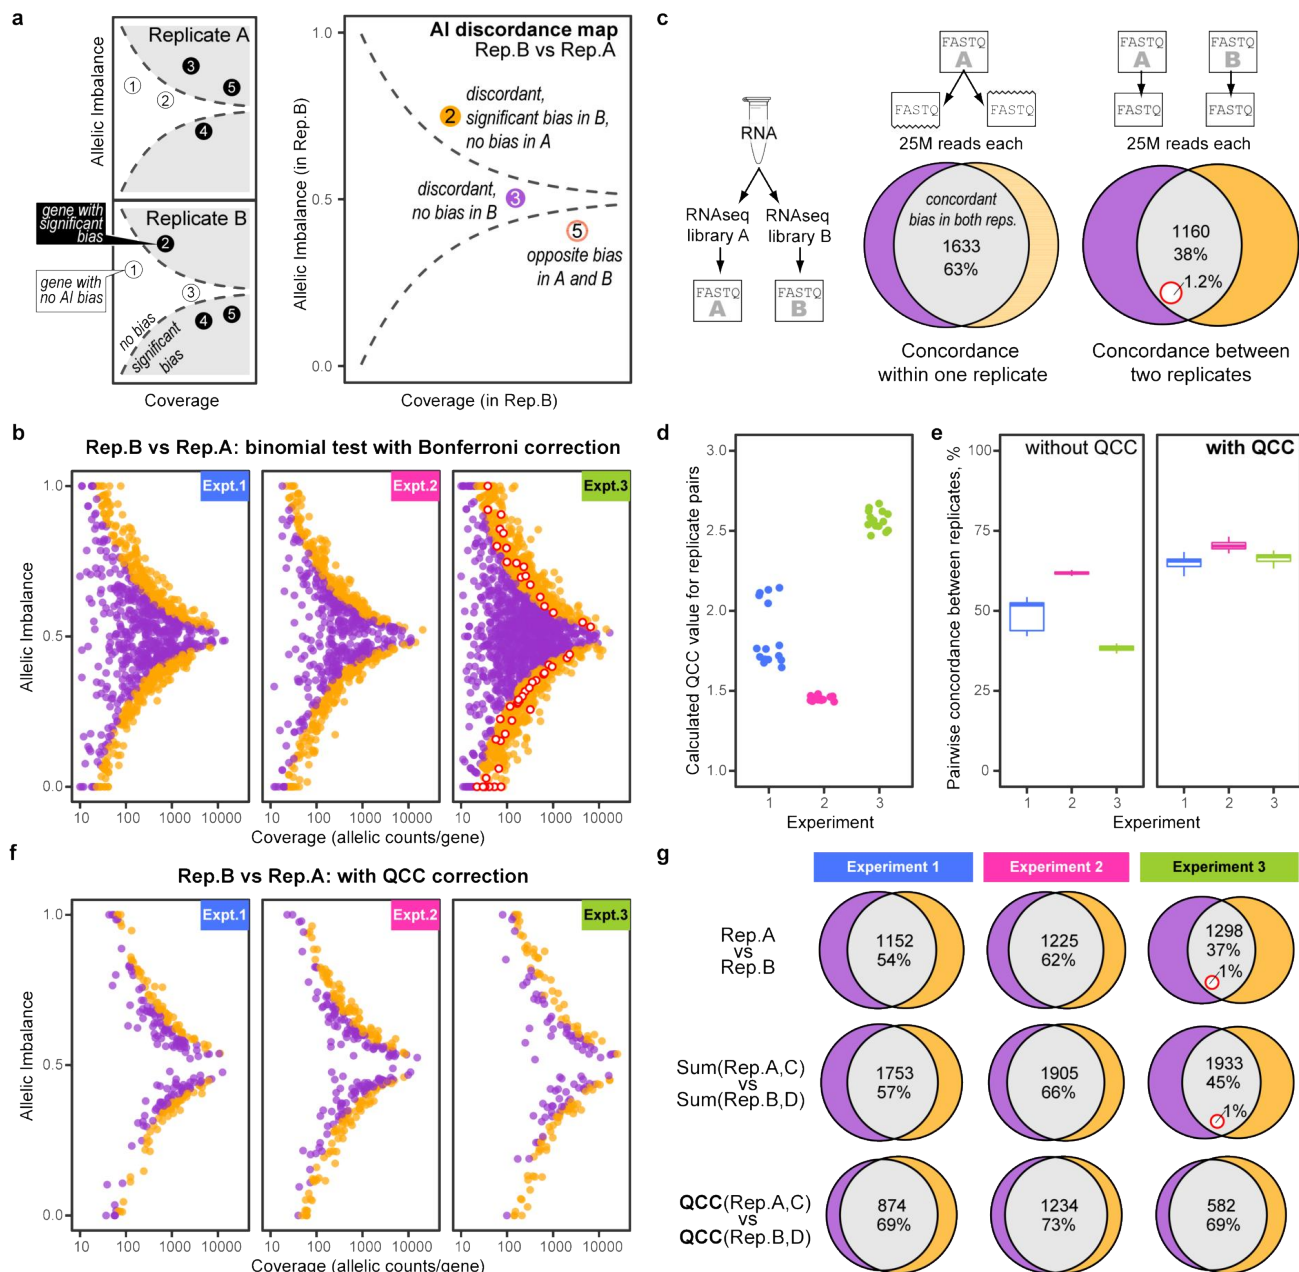 a
Replicate A
Allelic Imbalance
1
2
3
5
4
Replicate B
gene with
significant
bias
2
1
gene with
no AI bias
3
4
5
no bias
significant
bias
Coverage
AI discordance map
Rep.B vs Rep.A
Allelic Imbalance (in Rep.B)
1.0
0.5
0.0
2
discordant,
significant bias in B,
no bias in A
discordant,
no bias in B
3
5
opposite bias
in A and B
Coverage (in Rep.B)
c
RNA
RNAseq
library A
RNAseq
library B
FASTQ
A
FASTQ
B
FASTQ
A
FASTQ
FASTQ
25M reads each
concordant
bias in both reps.
1633
63%
Concordance
within one replicate
FASTQ
A
FASTQ
B
FASTQ
FASTQ
25M reads each
1160
38%
1.2%
Concordance between
two replicates
b
Rep.B vs Rep.A: binomial test with Bonferroni correction
Allelic Imbalance
1.0
0.5
0.0
Expt.1
Expt.2
Expt.3
10 100 1000 10000
10 100 1000 10000
10 100 1000 10000
Coverage (allelic counts/gene)
d
Calculated QCC value for replicate pairs
3.0
2.5
2.0
1.5
1.0
1 2 3
Experiment
e
Pairwise concordance between replicates, %
without QCC
with QCC
100
75
50
25
0
1 2 3
1 2 3
Experiment
f
Rep.B vs Rep.A: with QCC correction
Allelic Imbalance
1.0
0.5
0.0
Expt.1
Expt.2
Expt.3
10 100 1000 10000
10 100 1000 10000
10 100 1000 10000
Coverage (allelic counts/gene)
g
Experiment 1
Experiment 2
Experiment 3
Rep.A
vs
Rep.B
1152
54%
1225
62%
1298
37%
1%
Sum(Rep.A,C)
vs
Sum(Rep.B,D)
1753
57%
1905
66%
1933
45%
1%
QCC(Rep.A,C)
vs
QCC(Rep.B,D)
874
69%
1234
73%
582
69%